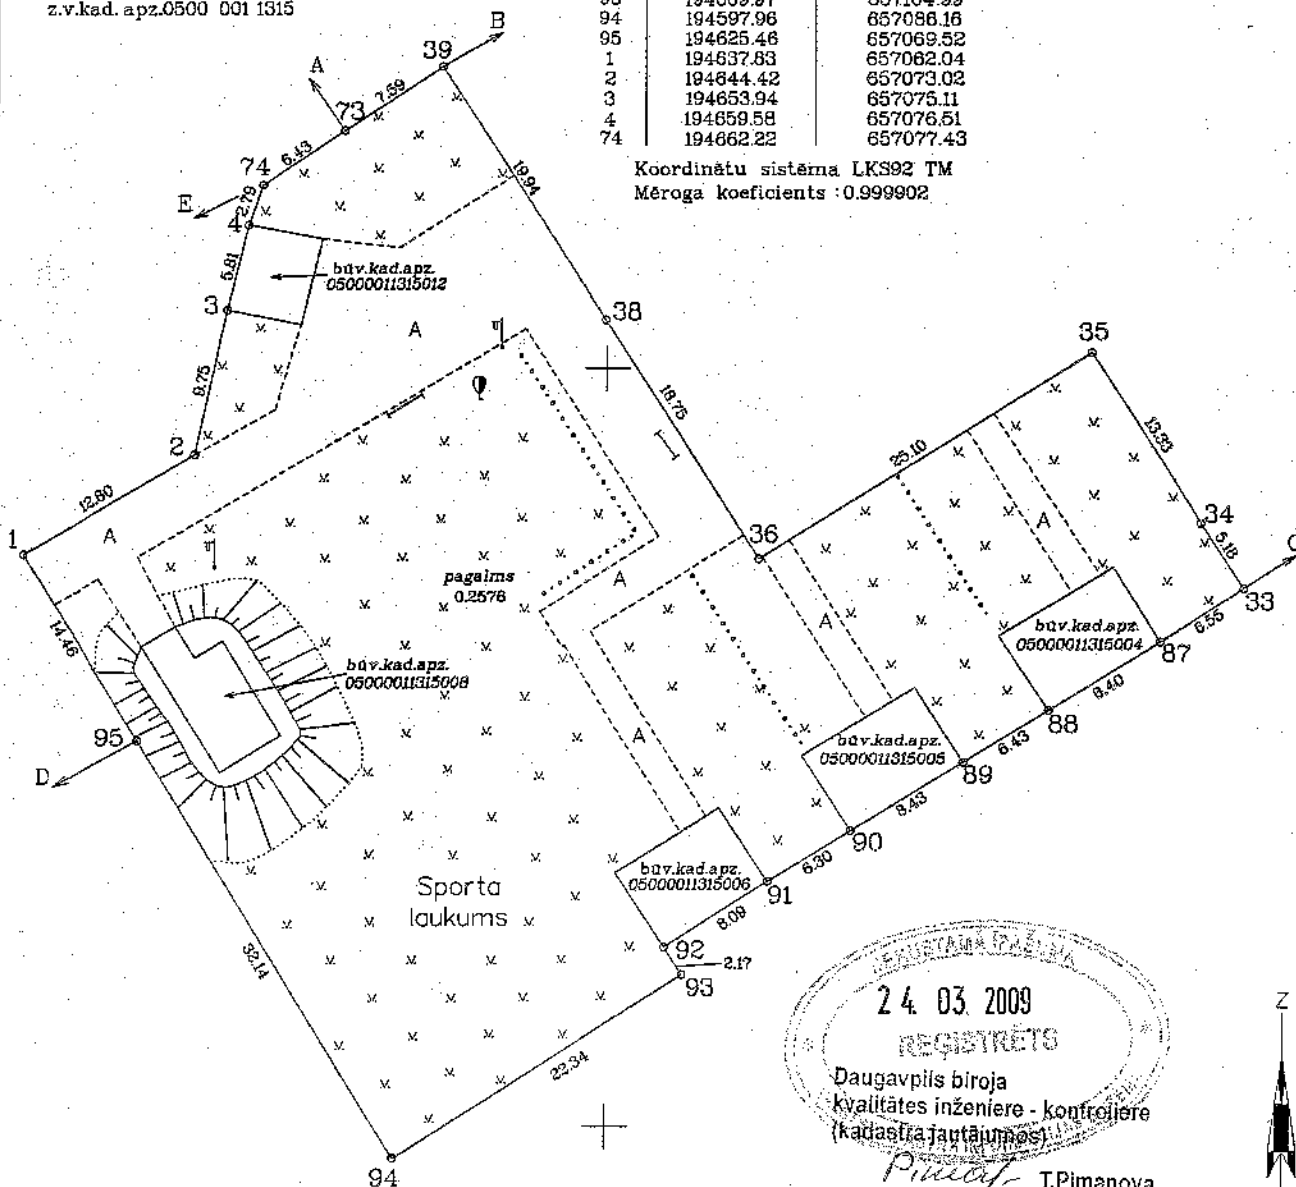 z.v.kad. apz.0500 001 1315
94 194597.96 657086.16
95 194625.46 657069.52
1 194637.83 657062.04
2 194644.42 657073.02
3 194653.94 657075.11
4 194659.58 657076.51
74 194662.22 657077.43
Koordinātu sistēma LKS92 TM
Mēroga koeficients :0.999902
B
39
A
7.59
73
6.43
74
19.94
E
2.79
4
būv.kad.apz.
05000011315012
5.81
3
38
A
35
9.75
18.75
13.33
25.10
2
12.80
34
A
1
36
5.18
C
A
pagalms
0.2576
A
33
14.46
A
būv.kad.apz.
05000011315004
6.55
87
būv.kad.apz.
05000011315008
8.40
88
95
A
būv.kad.apz.
05000011315005
6.43
89
D
8.43
90
būv.kad.apz.
05000011315006
6.30
91
Sporta
laukums
8.09
92
2.17
93
32.14
24. 03. 2009
REĢISTRĒTS
Z
22.34
Daugavpils biroja
kvalitātes inženiere - kontroliere
(kadastra jautājumos)
94
T.Pimanova